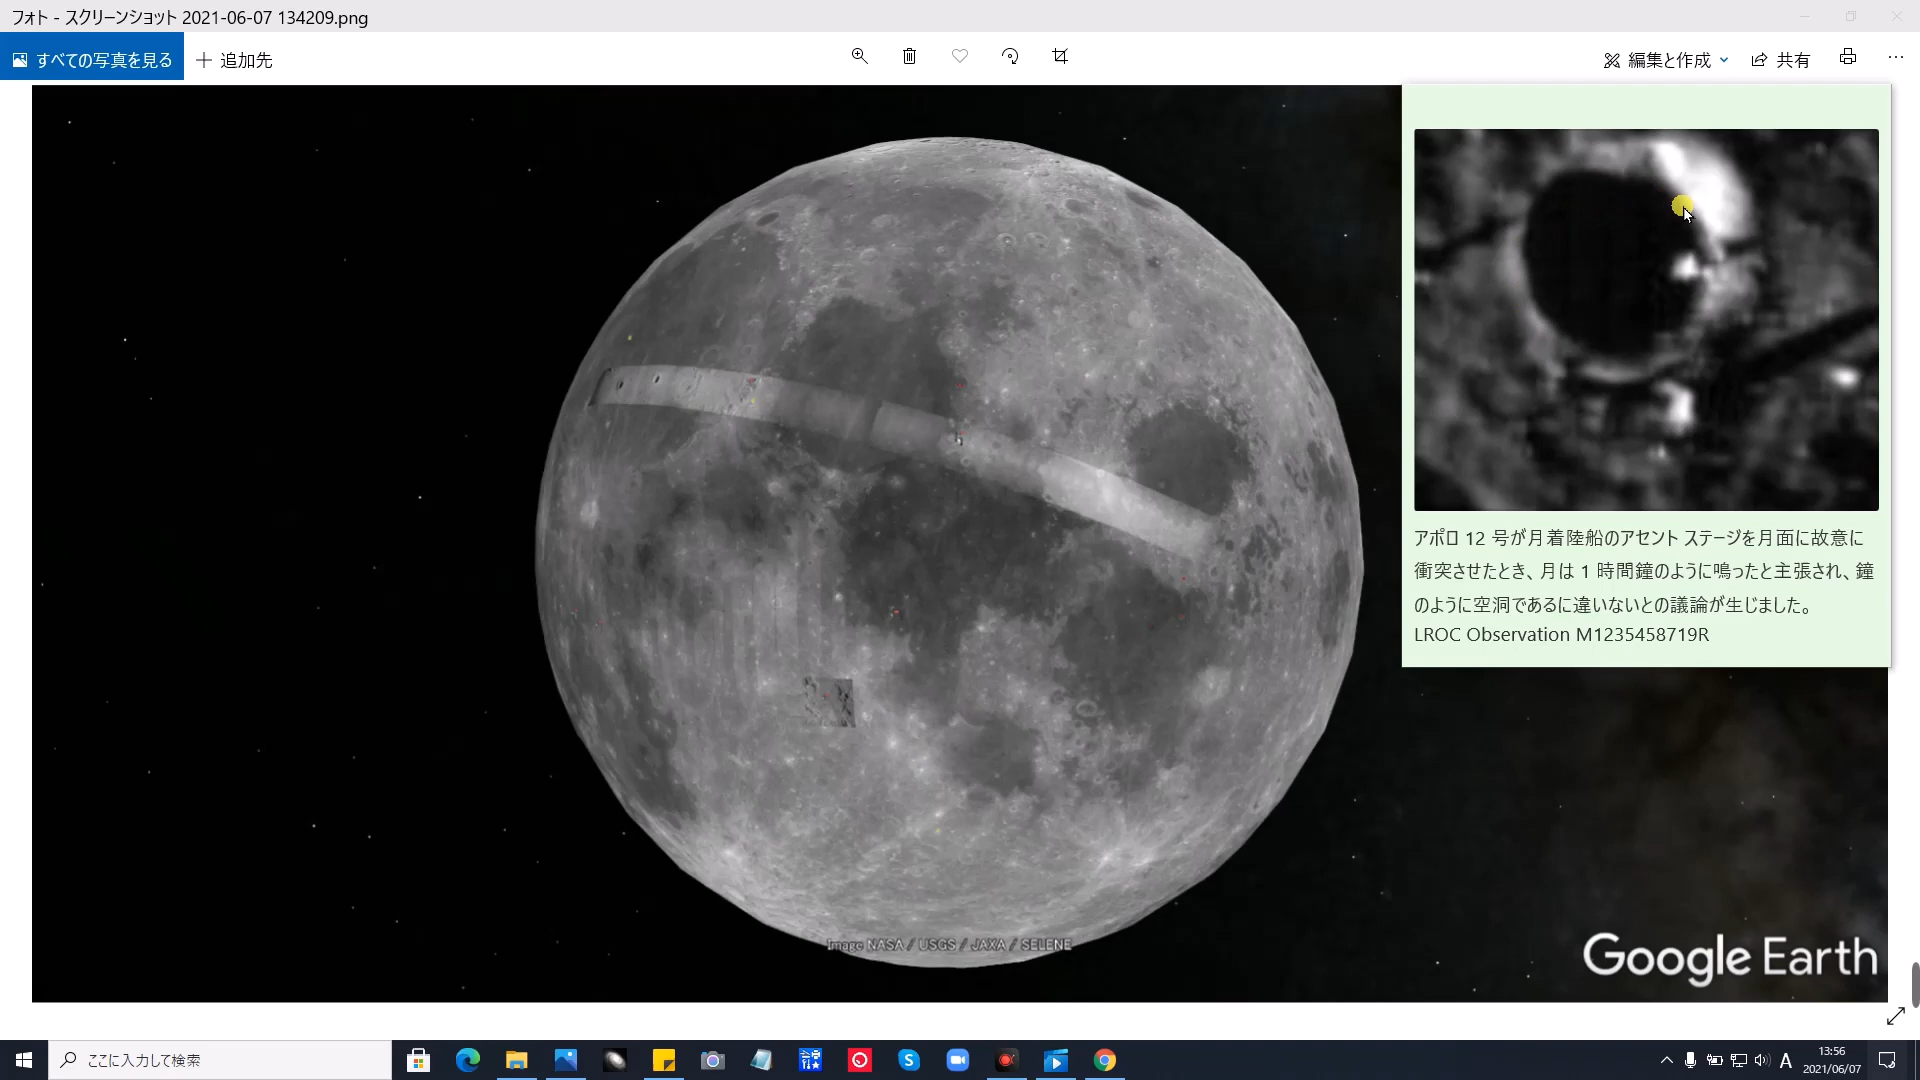 フォト - スクリーンショット 2021-06-07 134209.png
すべての写真を見る
追加先
編集と作成
共有
アポロ 12 号が月着陸船のアセント ステージを月面に故意に
衝突させたとき、月は 1 時間鐘のように鳴ったと主張され、鐘
のように空洞であるに違いないとの議論が生じました。
LROC Observation M1235458719R
Image NASA / USGS / JAXA / SELENE
Google Earth
ここに入力して検索
A
13:56
2021/06/07